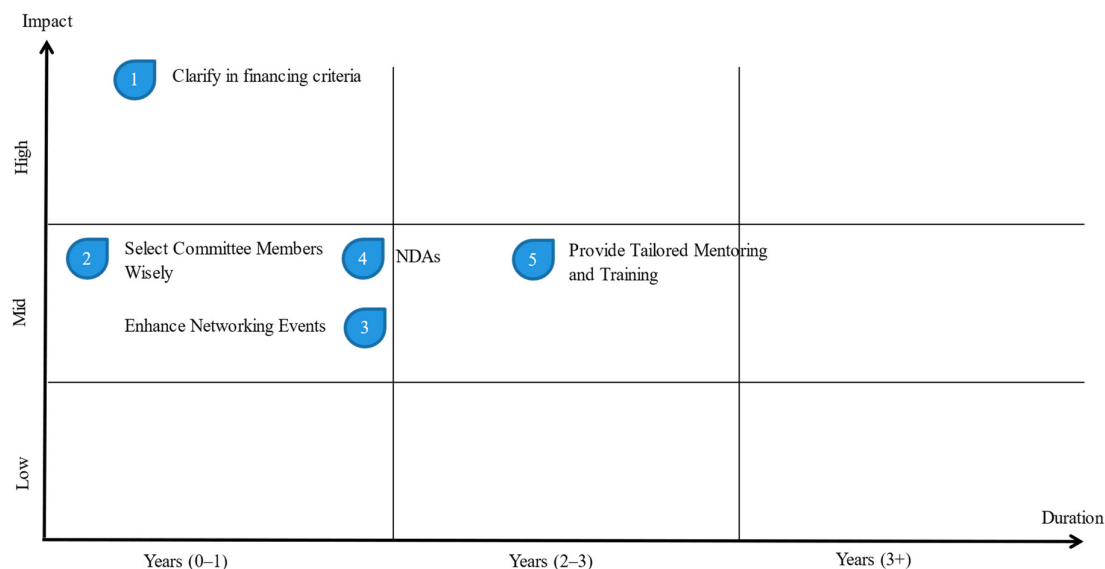 Impact
High
1
Clarify in financing criteria
Mid
2
Select Committee Members
Wisely
4
NDAs
5
Provide Tailored Mentoring
and Training
Enhance Networking Events
3
Low
Duration
Years (0–1)
Years (2–3)
Years (3+)